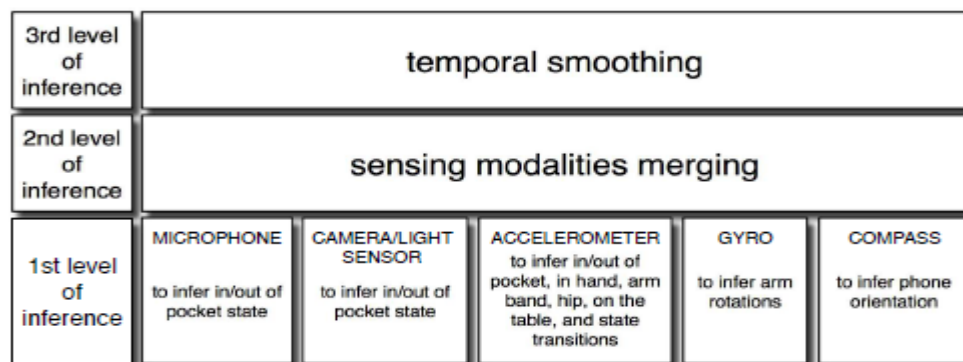 3rd level
of
inference
temporal smoothing
2nd level
of
inference
sensing modalities merging
1st level
of
inference
MICROPHONE
to infer in/out of
pocket state
CAMERA/LIGHT
SENSOR
to infer in/out of
pocket state
ACCELEROMETER
to infer in/out of
pocket, in hand, arm
band, hip, on the
table, and state
transitions
GYRO
to infer arm
rotations
COMPASS
to infer phone
orientation